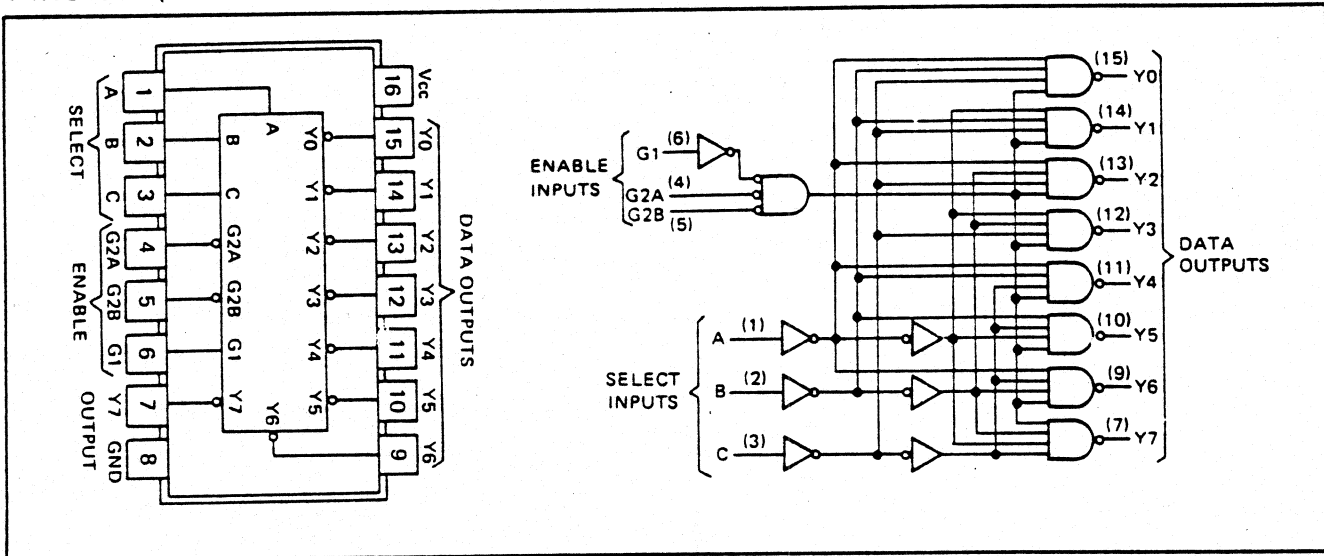 SELECT
ENABLE
OUTPUT
A
B
C
G2A
G2B
G1
Y7
GND
1
2
3
4
5
6
7
8
A
B
C
G2A
G2B
G1
Y7
Y6
Y0
Y1
Y2
Y3
Y4
Y5
16
15
14
13
12
11
10
9
Vcc
Y0
Y1
Y2
Y3
Y4
Y5
Y6
DATA OUTPUTS
ENABLE
INPUTS
G1 (6)
G2A (4)
G2B (5)
SELECT
INPUTS
A (1)
B (2)
C (3)
(15) Y0
(14) Y1
(13) Y2
(12) Y3
(11) Y4
(10) Y5
(9) Y6
(7) Y7
DATA
OUTPUTS